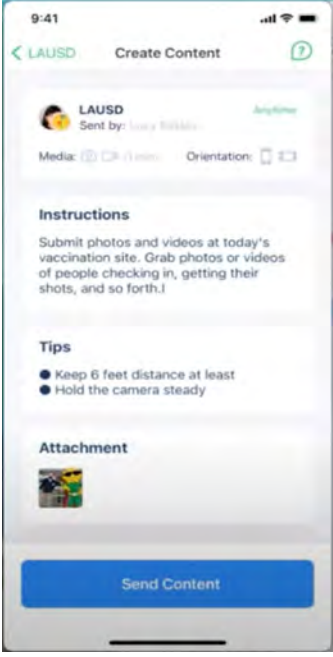 9:41
LAUSD Create Content ?
LAUSD Anytime
Sent by:
Media: Orientation:
Instructions
Submit photos and videos at today's
vaccination site. Grab photos or videos
of people checking in, getting their
shots, and so forth.l
Tips
Keep 6 feet distance at least
Hold the camera steady
Attachment
Send Content